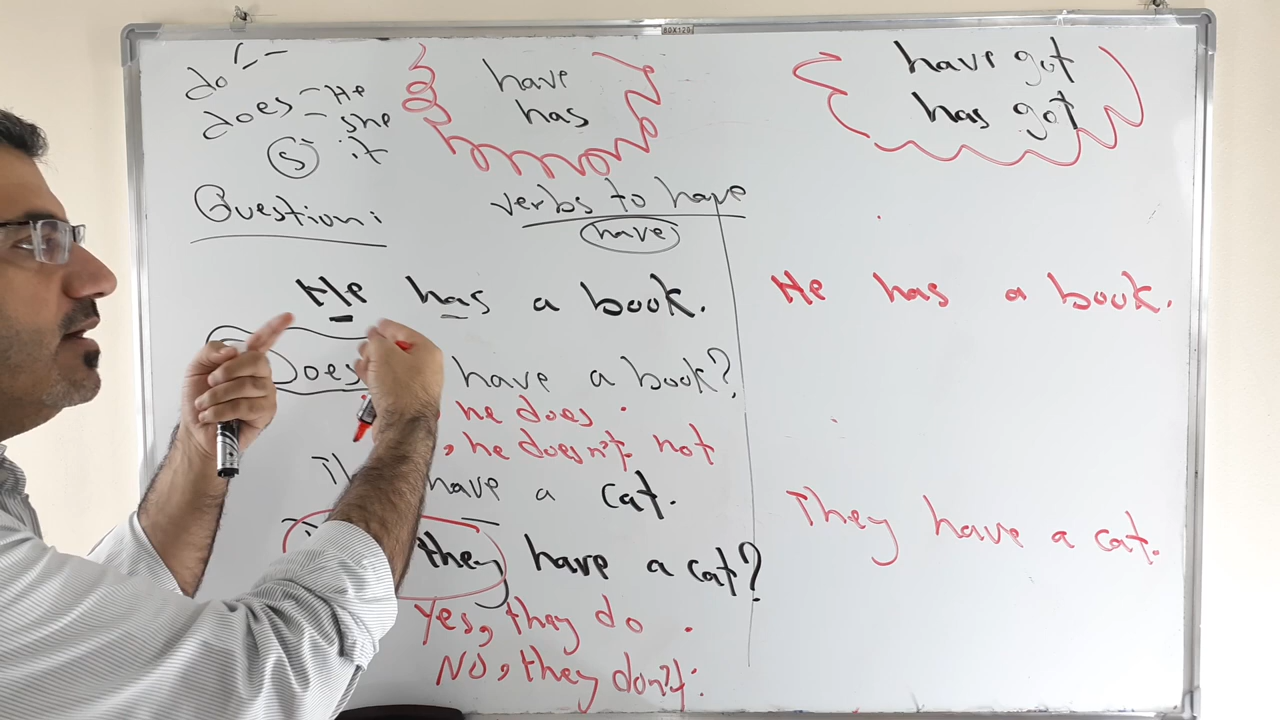 80X120
do
does - He
- she
(S) it
have
has
have got
has got
Question:
verbs to have
have
He has a book.
Does have a book?
he does.
, he doesn't. not
have a cat.
they have a cat?
Yes, they do.
No, they don't.
He has a book.
They have a cat.